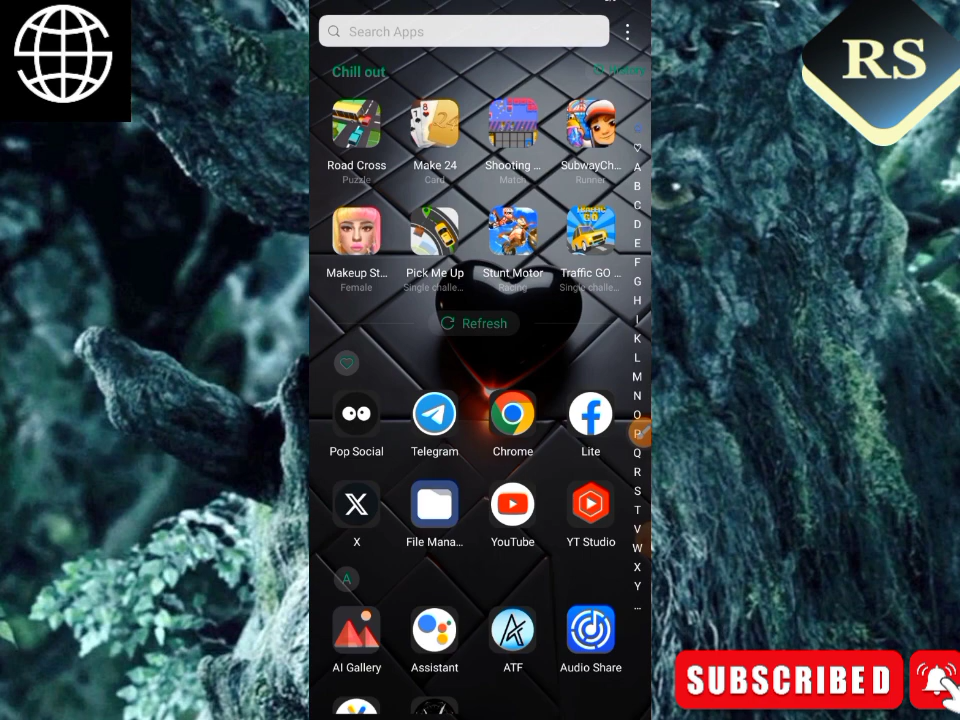 RS
Search Apps
Chill out
Road Cross
Make 24
Shooting ...
SubwayCh...
Puzzle
Card
Match
Runner
Makeup St...
Pick Me Up
Stunt Motor
Traffic GO ...
Female
Single challe...
Racing
Single challe...
Refresh
Pop Social
Telegram
Chrome
Lite
X
File Mana...
YouTube
YT Studio
A
AI Gallery
Assistant
ATF
Audio Share
A
B
C
D
E
F
G
H
I
K
L
M
N
O
P
Q
R
S
T
V
W
X
Y
...
SUBSCRIBED